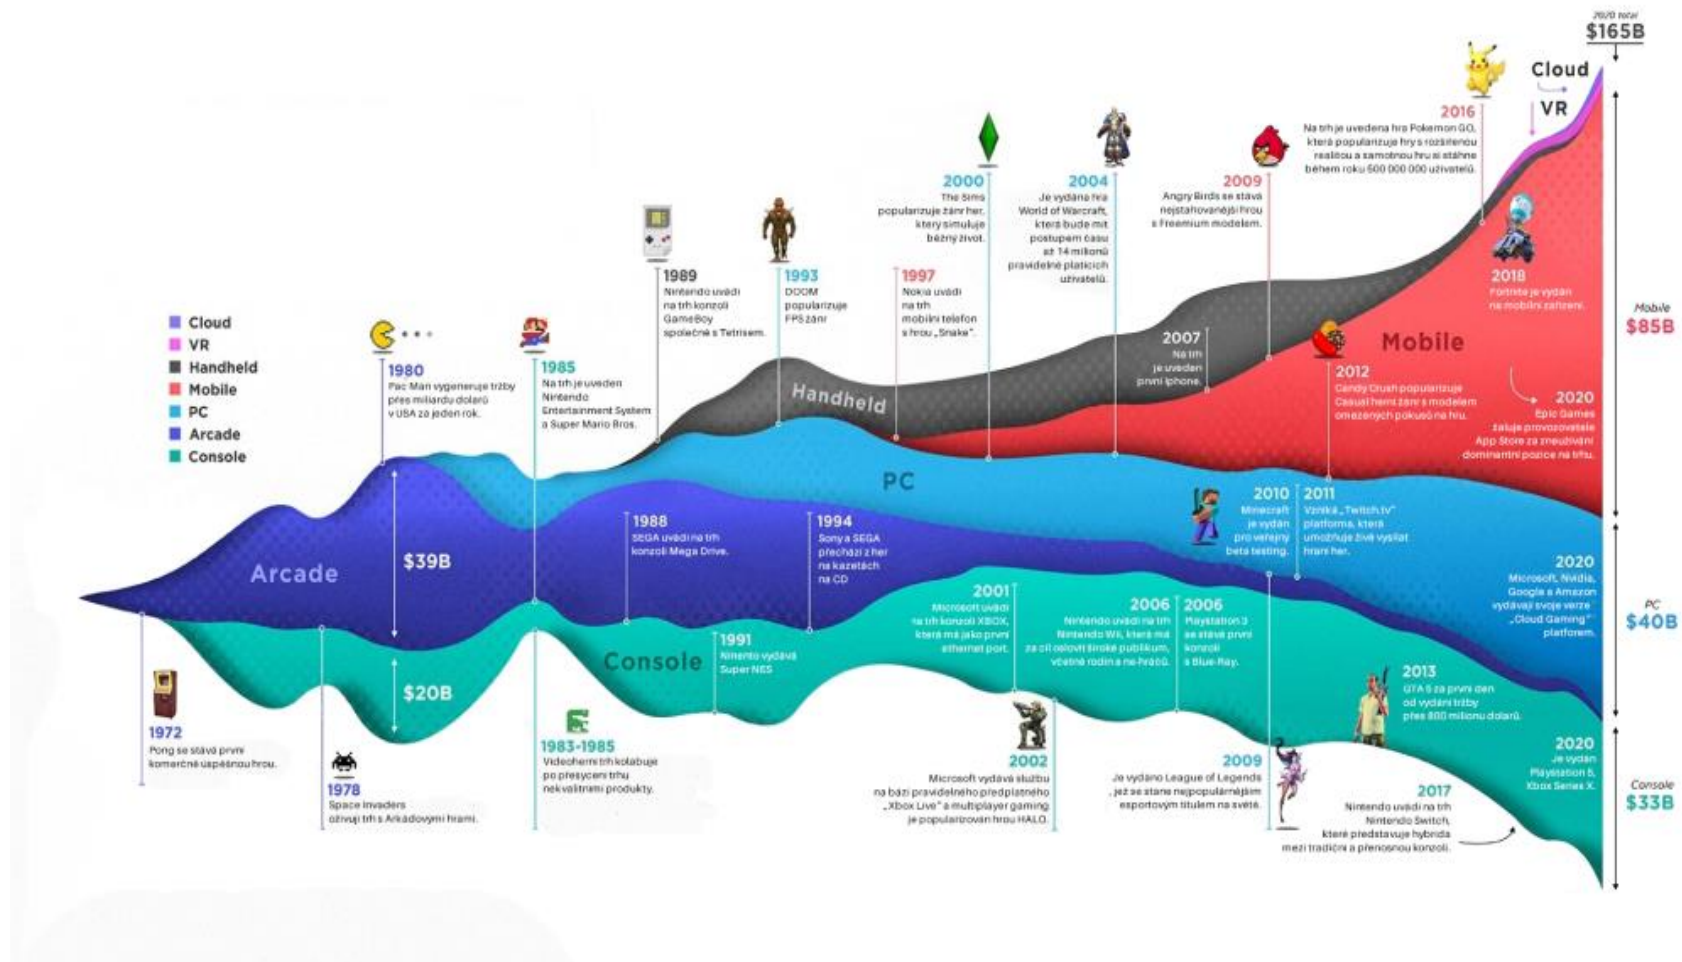 2020 total
$165B
Cloud
VR
2016
Na trh je uvedena hra Pokemon GO,
která popularizuje hry s rozšířenou
realitou a samotnou hru si stáhne
během roku 500 000 000 uživatelů.
2000
The Sims
popularizuje žánr her,
který simuluje
běžný život.
2004
Je vydána hra
World of Warcraft,
která bude mít
postupem času
až 14 milionů
pravidelně platících
uživatelů.
2009
Angry Birds se stává
nejstahovanější hrou
s Freemium modelem.
1989
Nintendo uvádí
na trh konzoli
GameBoy
společně s Tetrisem.
1993
DOOM
popularizuje
FPS žánr
1997
Nokia uvádí
na trh
mobilní telefon
s hrou „Snake“.
2018
Fortnite je vydán
na mobilní zařízení.
Cloud
VR
Handheld
Mobile
PC
Arcade
Console
1980
Pac Man vygeneruje tržby
přes miliardu dolarů
v USA za jeden rok.
1985
Na trh je uveden
Nintendo
Entertainment System
a Super Mario Bros.
Handheld
2007
Na trh
je uveden
první Iphone.
Mobile
2012
Candy Crush popularizuje
Casual herní žánr s modelem
omezených pokusů na hru.
2020
Epic Games
žaluje provozovatele
App Store za zneužívání
dominantní pozice na trhu.
Mobile
$85B
PC
1988
SEGA uvádí na trh
konzoli Mega Drive.
1994
Sony a SEGA
přechází z her
na kazetách
na CD
2010
Minecraft
je vydán
pro veřejný
beta testing.
2011
Vzniká „Twitch.tv“
platforma, která
umožňuje živě vysílat
hraní her.
Arcade
$39B
2020
Microsoft, Nvidia,
Google a Amazon
vydávají svoje verze
„Cloud Gaming“
platforem.
PC
$40B
2001
Microsoft uvádí
na trh konzoli XBOX,
která má jako první
ethernet port.
2006
Nintendo uvádí na trh
Nintendo Wii, která má
za cíl oslovit široké publikum,
včetně rodin a ne-hráčů.
2006
Playstation 3
se stává první
konzolí
s Blue-Ray.
Console
1991
Ninento vydává
Super NES
$20B
2013
GTA 5 za první den
od vydání tržby
přes 800 milionu dolarů.
1972
Pong se stává první
komerčně úspěšnou hrou.
1978
Space Invaders
oživují trh s Arkádovými hrami.
1983-1985
Videoherní trh kolabuje
po přesycení trhu
nekvalitními produkty.
2002
Microsoft vydává službu
na bázi pravidelného předplatného
„Xbox Live“ a multiplayer gaming
je popularizován hrou HALO.
2009
Je vydáno League of Legends
, jež se stane nejpopulárnějším
esportovým titulem na světě.
2017
Nintendo uvádí na trh
Nintendo Switch,
které představuje hybrida
mezi tradiční a přenosnou konzolí.
2020
Je vydán
Playstation 5,
Xbox Series X.
Console
$33B